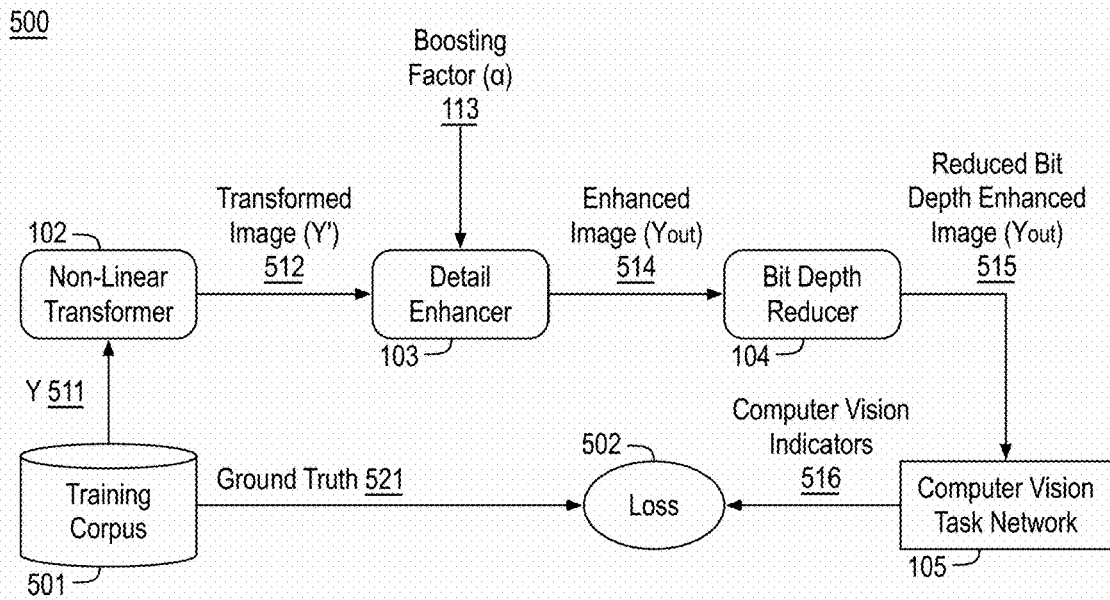 500
Boosting
Factor (α)
113
Transformed
Image (Y')
512
Enhanced
Image (Yout)
514
Reduced Bit
Depth Enhanced
Image (Yout)
515
102
Non-Linear
Transformer
Detail
Enhancer
103
Bit Depth
Reducer
104
Y 511
Training
Corpus
501
Ground Truth 521
502
Loss
Computer Vision
Indicators
516
Computer Vision
Task Network
105